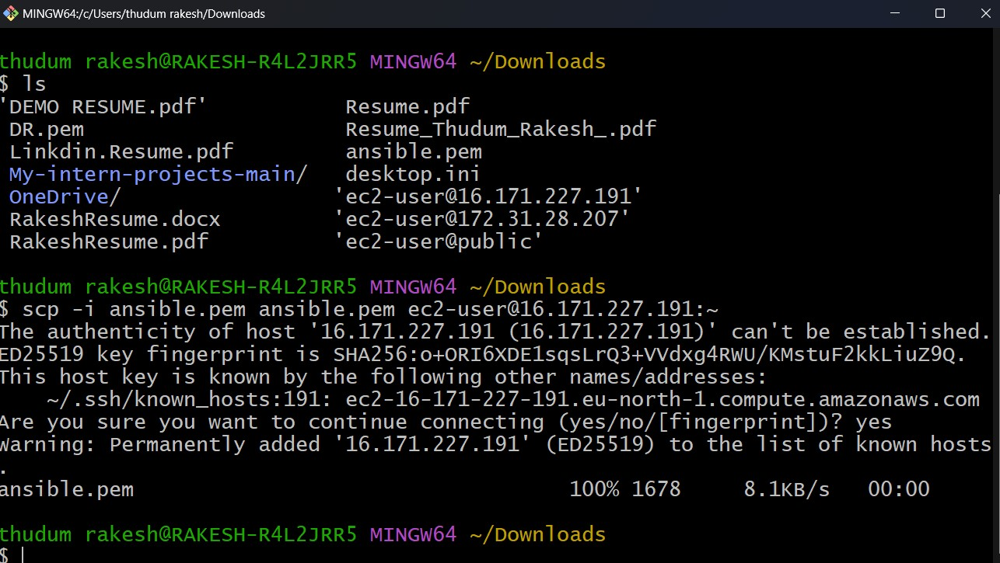 MINGW64:/c/Users/thudum rakesh/Downloads
thudum rakesh@RAKESH-R4L2JRR5 MINGW64 ~/Downloads
$ ls
'DEMO RESUME.pdf' Resume.pdf
DR.pem Resume_Thudum_Rakesh_.pdf
Linkdin.Resume.pdf ansible.pem
My-intern-projects-main/ desktop.ini
OneDrive/ 'ec2-user@16.171.227.191'
RakeshResume.docx 'ec2-user@172.31.28.207'
RakeshResume.pdf 'ec2-user@public'
thudum rakesh@RAKESH-R4L2JRR5 MINGW64 ~/Downloads
$ scp -i ansible.pem ansible.pem ec2-user@16.171.227.191:~
The authenticity of host '16.171.227.191 (16.171.227.191)' can't be established.
ED25519 key fingerprint is SHA256:o+ORI6XDE1sqsLrQ3+VVdxg4RWU/KMstuF2kkLiuZ9Q.
This host key is known by the following other names/addresses:
~/.ssh/known_hosts:191: ec2-16-171-227-191.eu-north-1.compute.amazonaws.com
Are you sure you want to continue connecting (yes/no/[fingerprint])? yes
Warning: Permanently added '16.171.227.191' (ED25519) to the list of known hosts
.
ansible.pem 100% 1678 8.1KB/s 00:00
thudum rakesh@RAKESH-R4L2JRR5 MINGW64 ~/Downloads
$